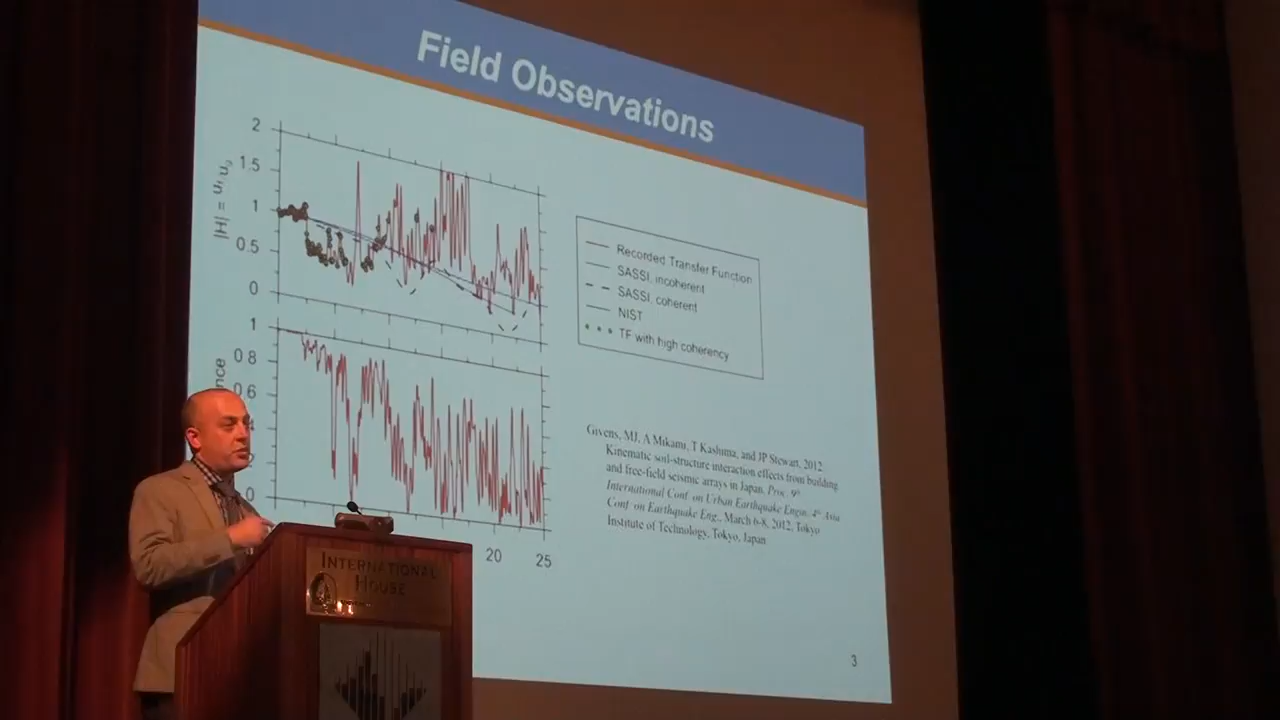 Field Observations
2
1.5
1
0.5
0
1
0 8
0.6
0
20
25
Recorded Transfer Function
SASSI, incoherent
SASSI, coherent
NIST
TF with high coherency
Givens, MJ, A Mikami, T Kashima, and JP Stewart, 2012.
Kinematic soil-structure interaction effects from building
and free-field seismic arrays in Japan, Proc. 9th
International Conf on Urban Earthquake Engin, 4th Asia
Conf on Earthquake Eng., March 6-8, 2012, Tokyo
Institute of Technology, Tokyo, Japan
3
INTERNATIONAL
HOUSE